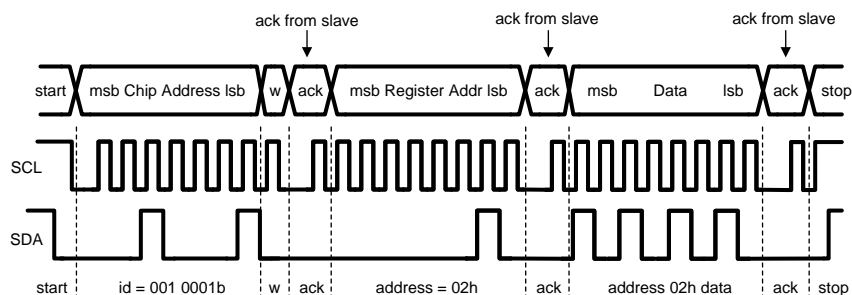 ack from slave ack from slave ack from slave
start msb Chip Address lsb w ack msb Register Addr lsb ack msb Data lsb ack stop
SCL
SDA
start id = 001 0001b w ack address = 02h ack address 02h data ack stop